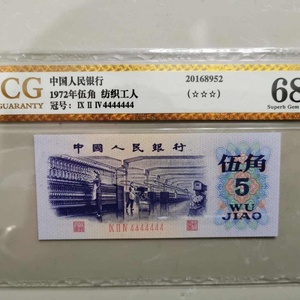 CG
GUARANTY
中国人民银行
1972年伍角 纺织工人
冠号：IX II IV 4444444
20168952
(☆☆☆)
68
Superb Gem
中国人民银行
伍角
5
WU
JIAO
IX II IV 4444444